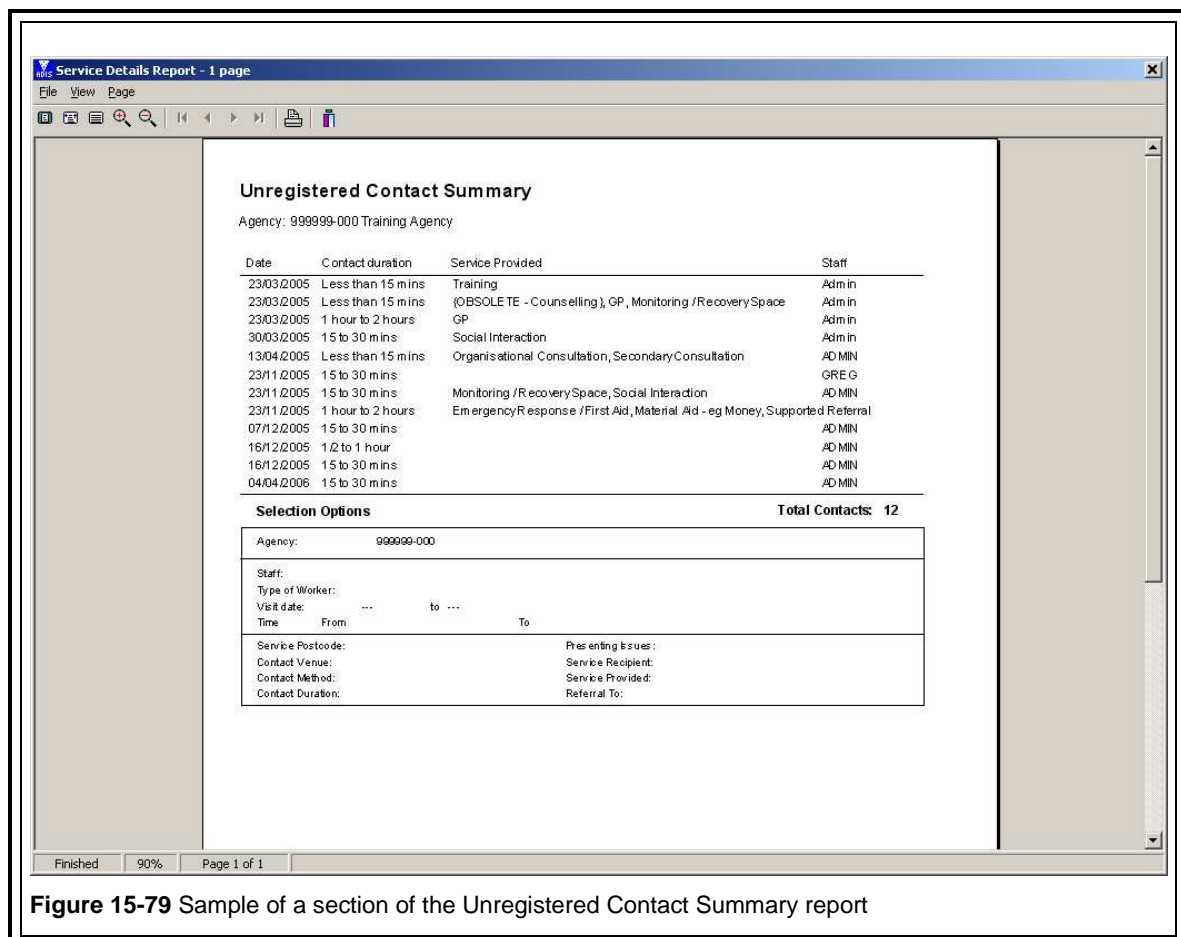 ADIS Service Details Report - 1 page
File View Page
Unregistered Contact Summary
Agency: 999999-000 Training Agency
Date Contact duration Service Provided Staff
23/03/2005 Less than 15 mins Training Admin
23/03/2005 Less than 15 mins {OBSOLETE - Counselling}, GP, Monitoring / Recovery Space Admin
23/03/2005 1 hour to 2 hours GP Admin
30/03/2005 15 to 30 mins Social Interaction Admin
13/04/2005 Less than 15 mins Organisational Consultation, Secondary Consultation ADMIN
23/11/2005 15 to 30 mins GREG
23/11/2005 15 to 30 mins Monitoring / Recovery Space, Social Interaction ADMIN
23/11/2005 1 hour to 2 hours Emergency Response / First Aid, Material Aid - eg Money, Supported Referral
07/12/2005 15 to 30 mins ADMIN
16/12/2005 1/2 to 1 hour ADMIN
16/12/2005 15 to 30 mins ADMIN
04/04/2006 15 to 30 mins ADMIN
Selection Options Total Contacts: 12
Agency: 999999-000
Staff:
Type of Worker:
Visit date: --- to ---
Time From To
Service Postcode: Presenting Issues:
Contact Venue: Service Recipient:
Contact Method: Service Provided:
Contact Duration: Referral To:
Finished 90% Page 1 of 1
Figure 15-79 Sample of a section of the Unregistered Contact Summary report